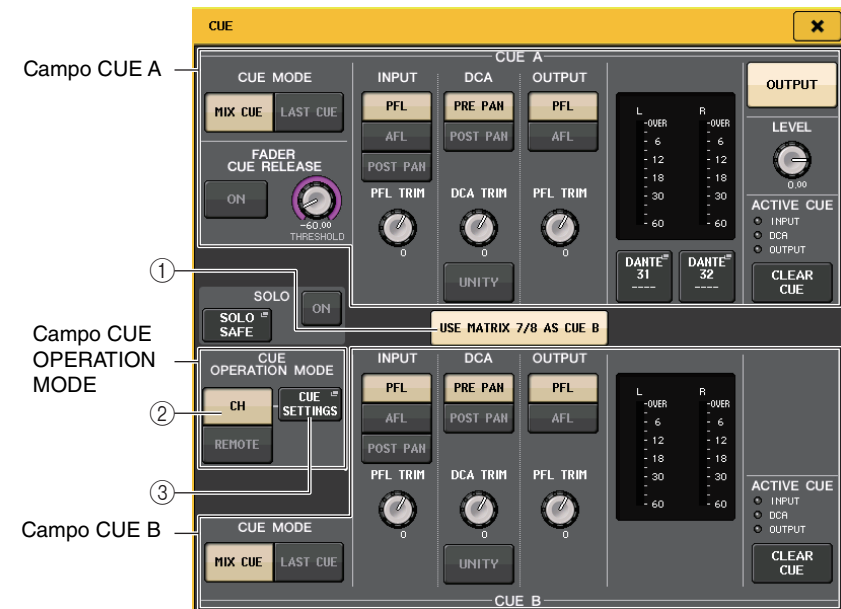 CUE
Campo CUE A
CUE A
CUE MODE
MIX CUE
LAST CUE
FADER
CUE RELEASE
ON
-60.00
THRESHOLD
INPUT
PFL
AFL
POST PAN
PFL TRIM
0
DCA
PRE PAN
POST PAN
DCA TRIM
0
UNITY
OUTPUT
PFL
AFL
PFL TRIM
0
L R
-OVER -OVER
- 6 - 6
- 12 - 12
- 18 - 18
- 30 - 30
- 60 - 60
DANTE
31
----
DANTE
32
----
OUTPUT
LEVEL
0.00
ACTIVE CUE
INPUT
DCA
OUTPUT
CLEAR
CUE
①
SOLO
SOLO
SAFE
ON
USE MATRIX 7/8 AS CUE B
Campo CUE
OPERATION
MODE
CUE
OPERATION MODE
②
CH
CUE
SETTINGS
REMOTE
③
Campo CUE B
CUE MODE
MIX CUE
LAST CUE
INPUT
PFL
AFL
POST PAN
PFL TRIM
0
DCA
PRE PAN
POST PAN
DCA TRIM
0
UNITY
OUTPUT
PFL
AFL
PFL TRIM
0
L R
-OVER -OVER
- 6 - 6
- 12 - 12
- 18 - 18
- 30 - 30
- 60 - 60
ACTIVE CUE
INPUT
DCA
OUTPUT
CLEAR
CUE
CUE B